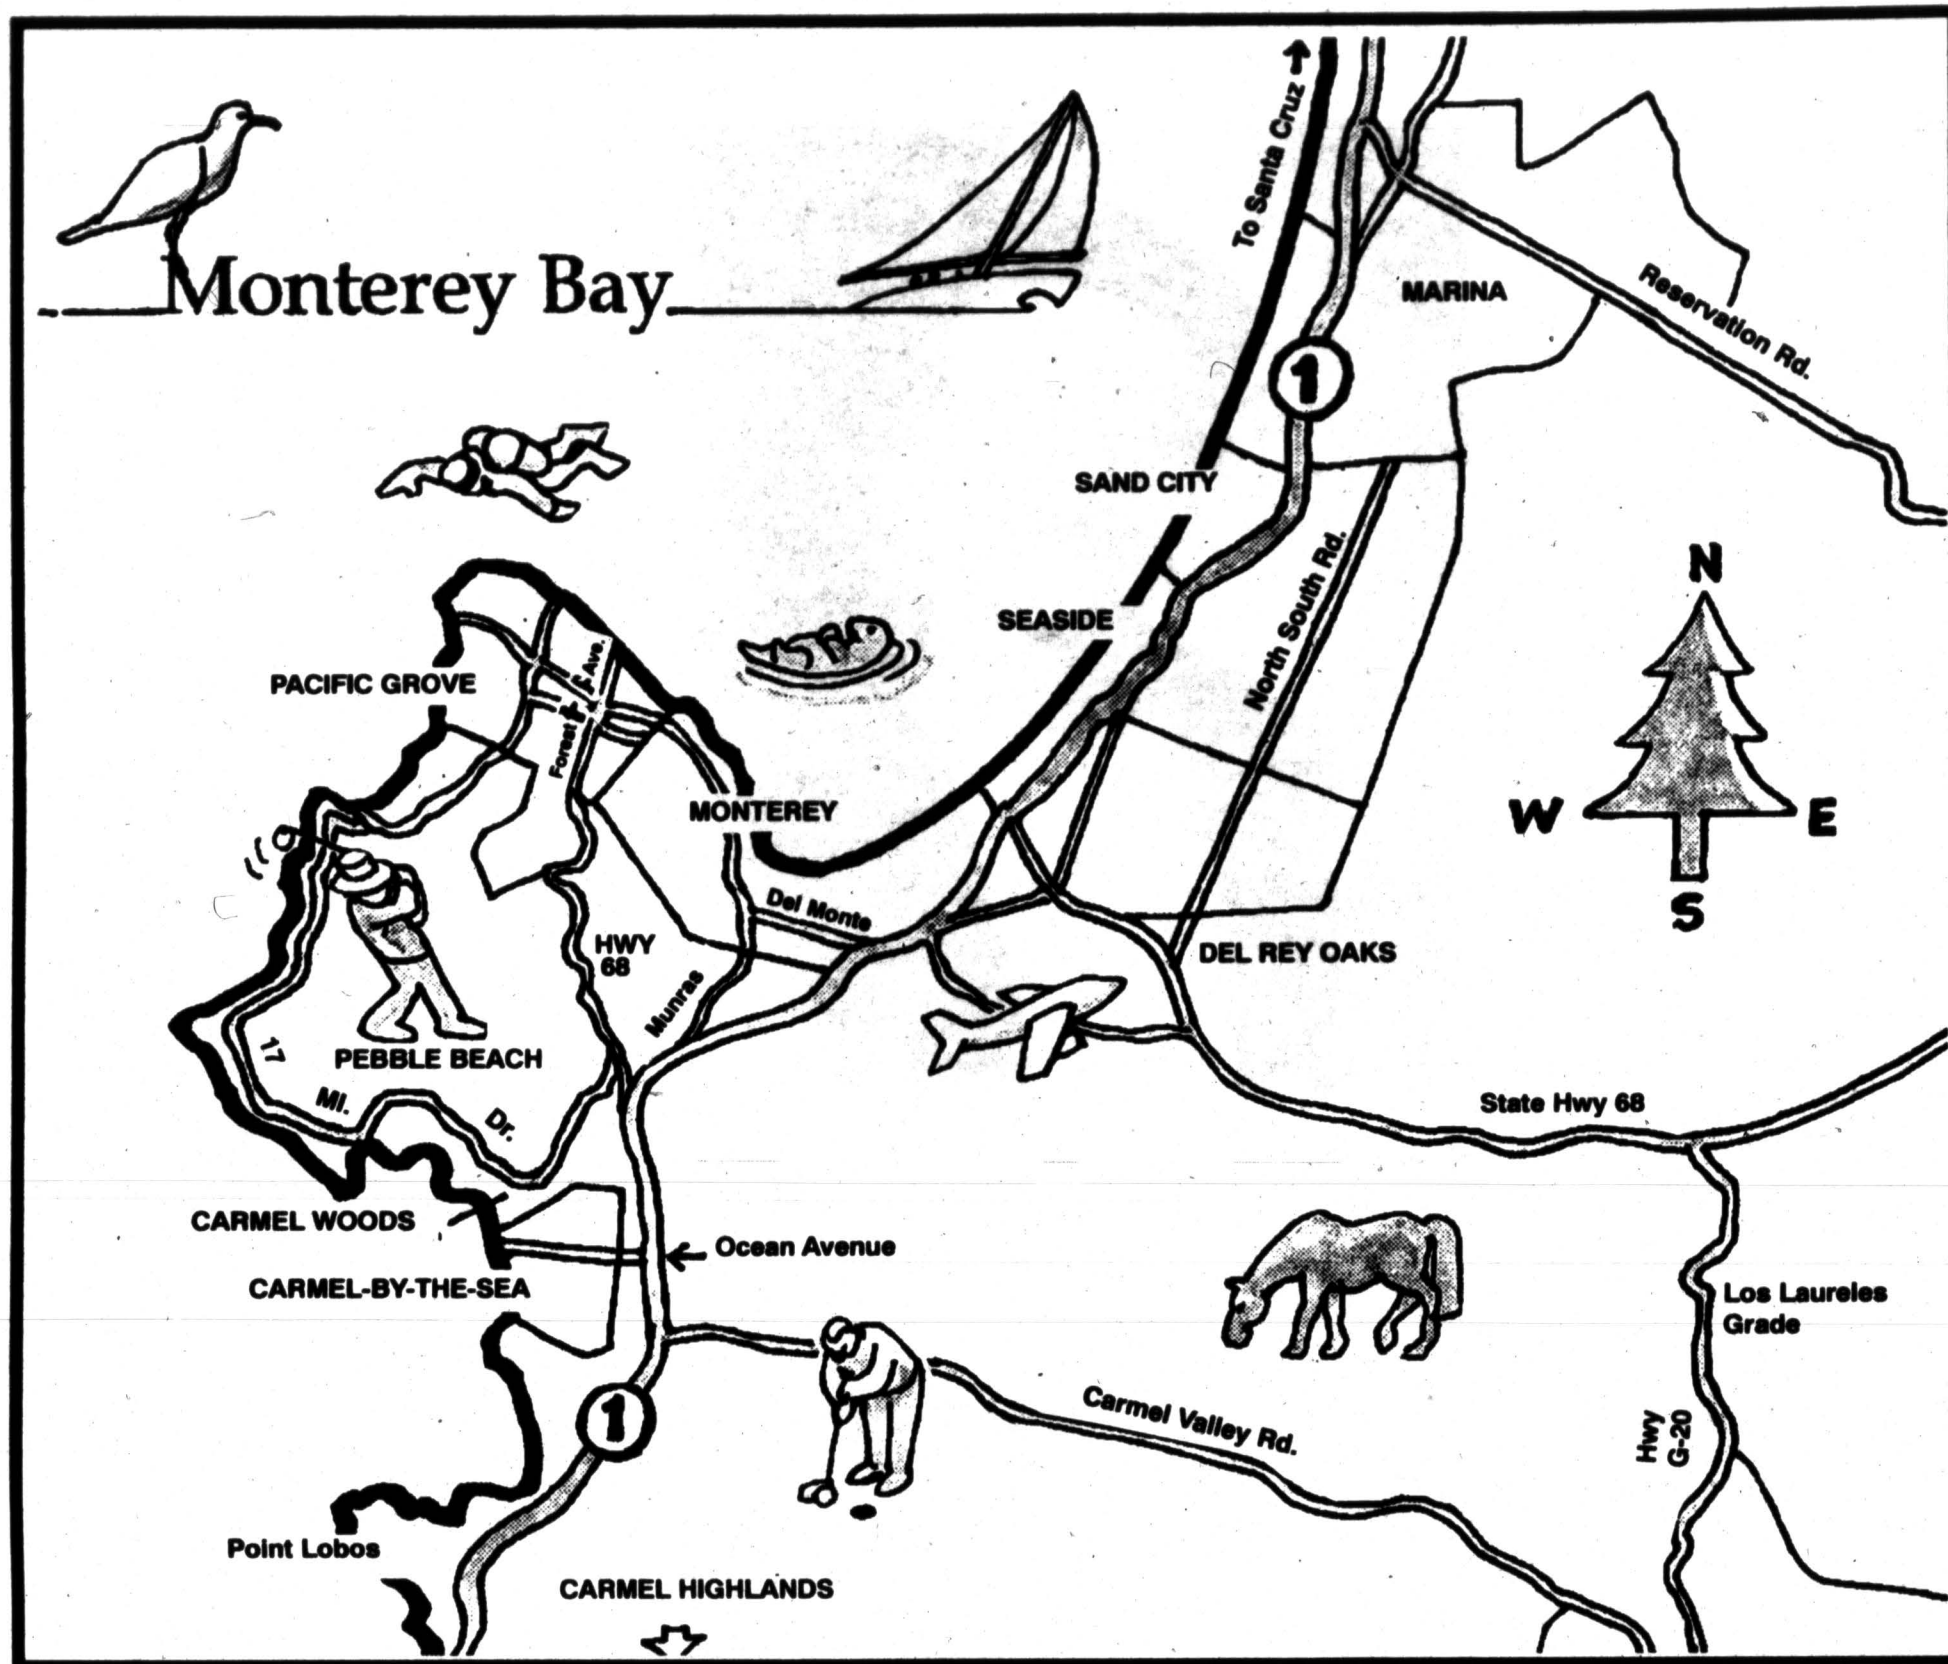 To Santa Cruz
Monterey Bay
MARINA
Reservation Rd.
1
SAND CITY
North South Rd.
N
SEASIDE
PACIFIC GROVE
Forest Ave.
W
E
S
MONTEREY
Del Monte
HWY
68
DEL REY OAKS
Munras
17
MI.
Dr.
PEBBLE BEACH
State Hwy 68
CARMEL WOODS
Ocean Avenue
CARMEL-BY-THE-SEA
Los Laureles
Grade
Carmel Valley Rd.
1
Hwy
G-20
Point Lobos
CARMEL HIGHLANDS